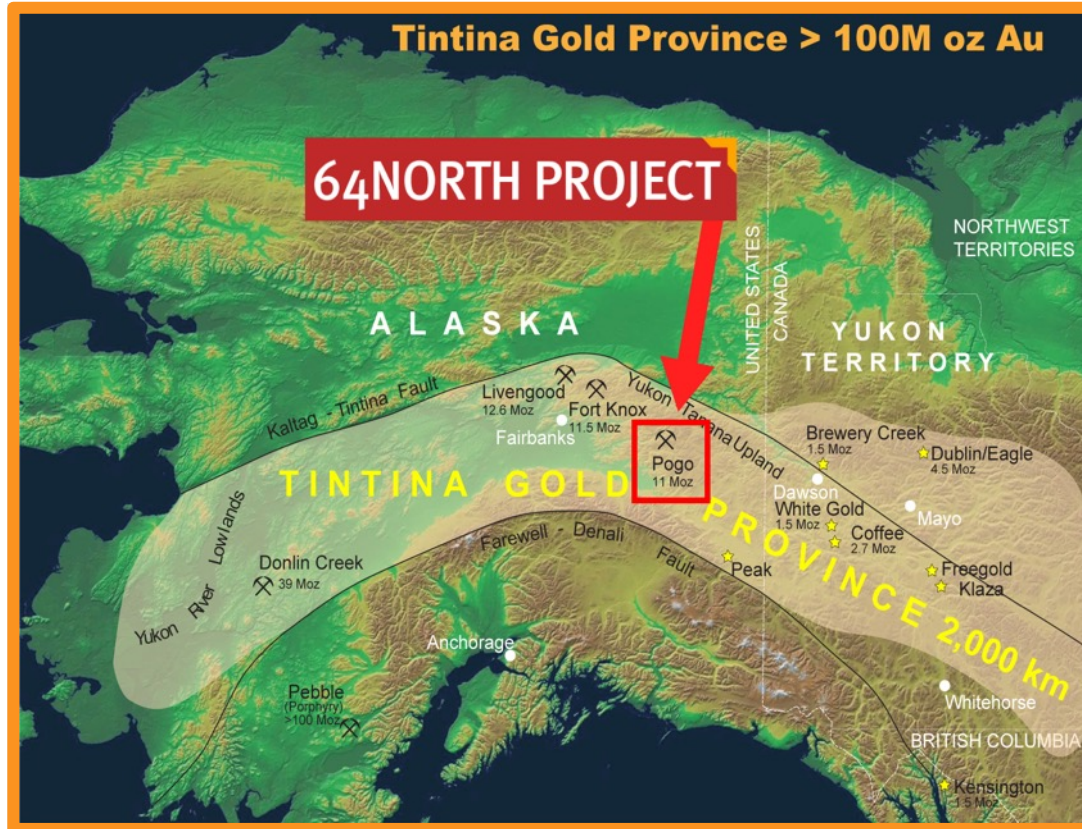 Tintina Gold Province > 100M oz Au
64NORTH PROJECT
NORTHWEST
TERRITORIES
UNITED STATES
CANADA
ALASKA
YUKON
TERRITORY
Kaltag - Tintina Fault
Livengood
12.6 Moz
Fort Knox
11.5 Moz
Fairbanks
Yukon - Tanana Upland
Pogo
11 Moz
Brewery Creek
1.5 Moz
Dublin/Eagle
4.5 Moz
Dawson
Mayo
White Gold
1.5 Moz
Coffee
2.7 Moz
TINTINA GOLD PROVINCE 2,000 km
Yukon River Lowlands
Farewell - Denali Fault
Donlin Creek
39 Moz
Peak
Freegold
Klaza
Anchorage
Pebble
(Porphyry)
>100 Moz
Whitehorse
BRITISH COLUMBIA
Kensington
1.5 Moz